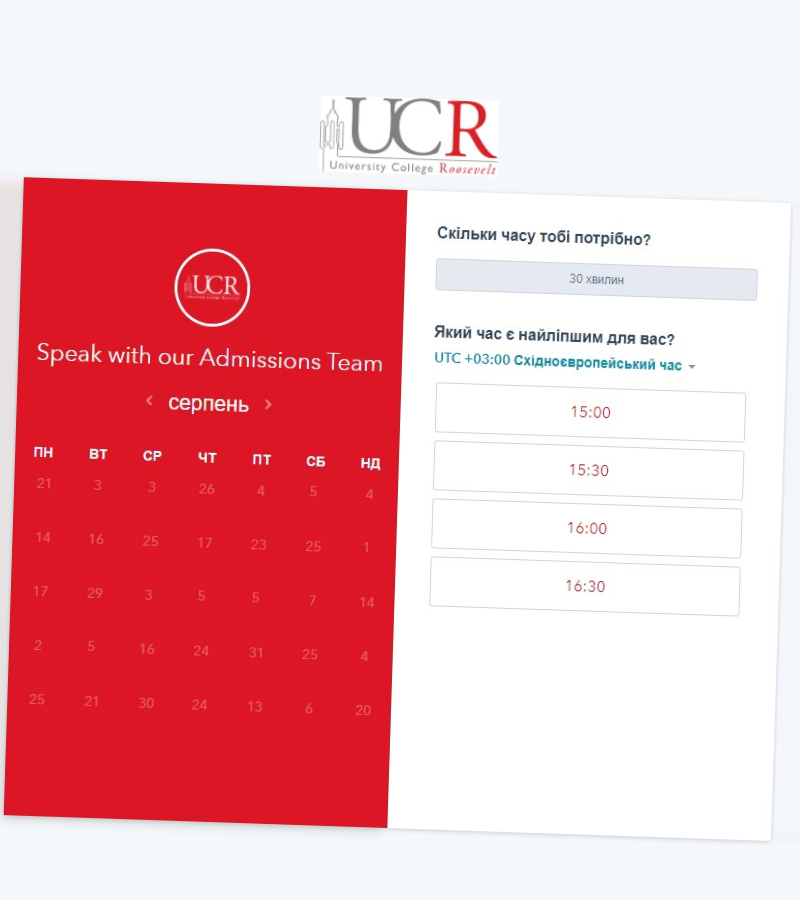 UCR
University College Roosevelt
UCR
University College Roosevelt
Speak with our Admissions Team
серпень
ПН ВТ СР ЧТ ПТ СБ НД
21 3 3 26 4 5 4
14 16 25 17 23 25 1
17 29 3 5 5 7 14
2 5 16 24 31 25 4
25 21 30 24 13 6 20
Скільки часу тобі потрібно?
30 хвилин
Який час є найліпшим для вас?
UTC +03:00 Східноєвропейський час
15:00
15:30
16:00
16:30